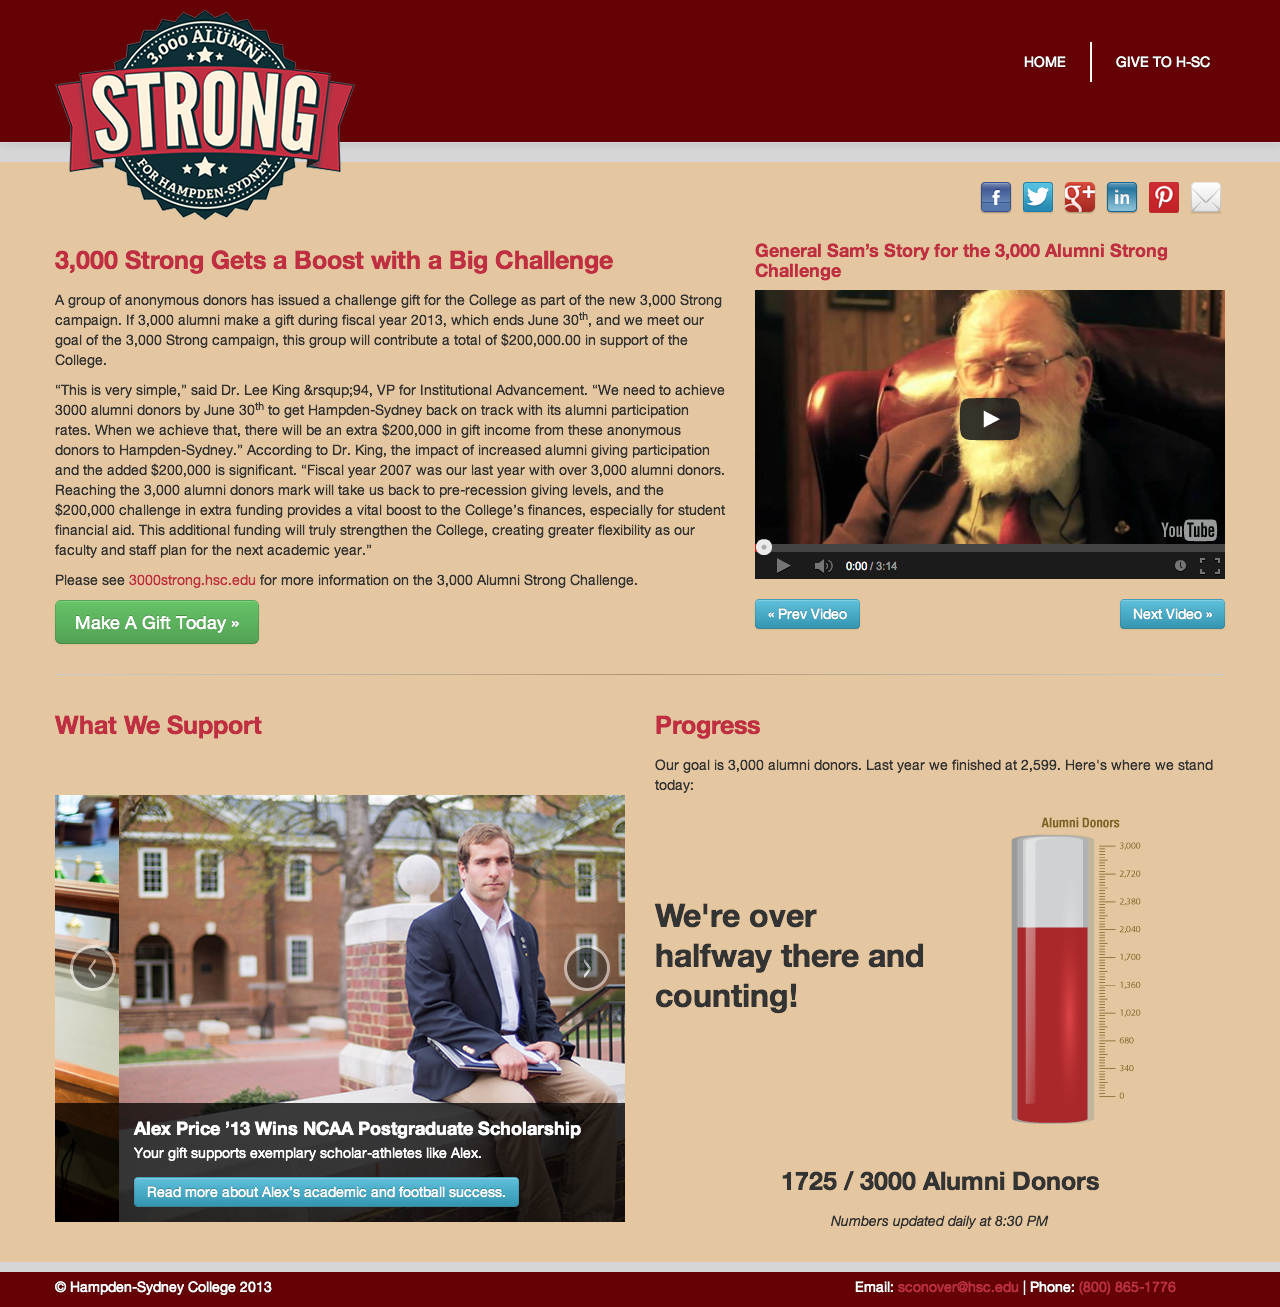 3,000 ALUMNI
STRONG
FOR HAMPDEN-SYDNEY
HOME
GIVE TO H-SC
3,000 Strong Gets a Boost with a Big Challenge
A group of anonymous donors has issued a challenge gift for the College as part of the new 3,000 Strong
campaign. If 3,000 alumni make a gift during fiscal year 2013, which ends June 30th, and we meet our
goal of the 3,000 Strong campaign, this group will contribute a total of $200,000.00 in support of the
College.
“This is very simple,” said Dr. Lee King &rsqup;94, VP for Institutional Advancement. “We need to achieve
3000 alumni donors by June 30th to get Hampden-Sydney back on track with its alumni participation
rates. When we achieve that, there will be an extra $200,000 in gift income from these anonymous
donors to Hampden-Sydney.” According to Dr. King, the impact of increased alumni giving participation
and the added $200,000 is significant. “Fiscal year 2007 was our last year with over 3,000 alumni donors.
Reaching the 3,000 alumni donors mark will take us back to pre-recession giving levels, and the
$200,000 challenge in extra funding provides a vital boost to the College’s finances, especially for student
financial aid. This additional funding will truly strengthen the College, creating greater flexibility as our
faculty and staff plan for the next academic year.”
Please see 3000strong.hsc.edu for more information on the 3,000 Alumni Strong Challenge.
Make A Gift Today »
General Sam’s Story for the 3,000 Alumni Strong
Challenge
YouTube
0:00 / 3:14
« Prev Video
Next Video »
What We Support
Alex Price ’13 Wins NCAA Postgraduate Scholarship
Your gift supports exemplary scholar-athletes like Alex.
Read more about Alex’s academic and football success.
Progress
Our goal is 3,000 alumni donors. Last year we finished at 2,599. Here's where we stand
today:
We're over
halfway there and
counting!
Alumni Donors
3,000
2,720
2,380
2,040
1,700
1,360
1,020
680
340
0
1725 / 3000 Alumni Donors
Numbers updated daily at 8:30 PM
© Hampden-Sydney College 2013
Email: sconover@hsc.edu | Phone: (800) 865-1776